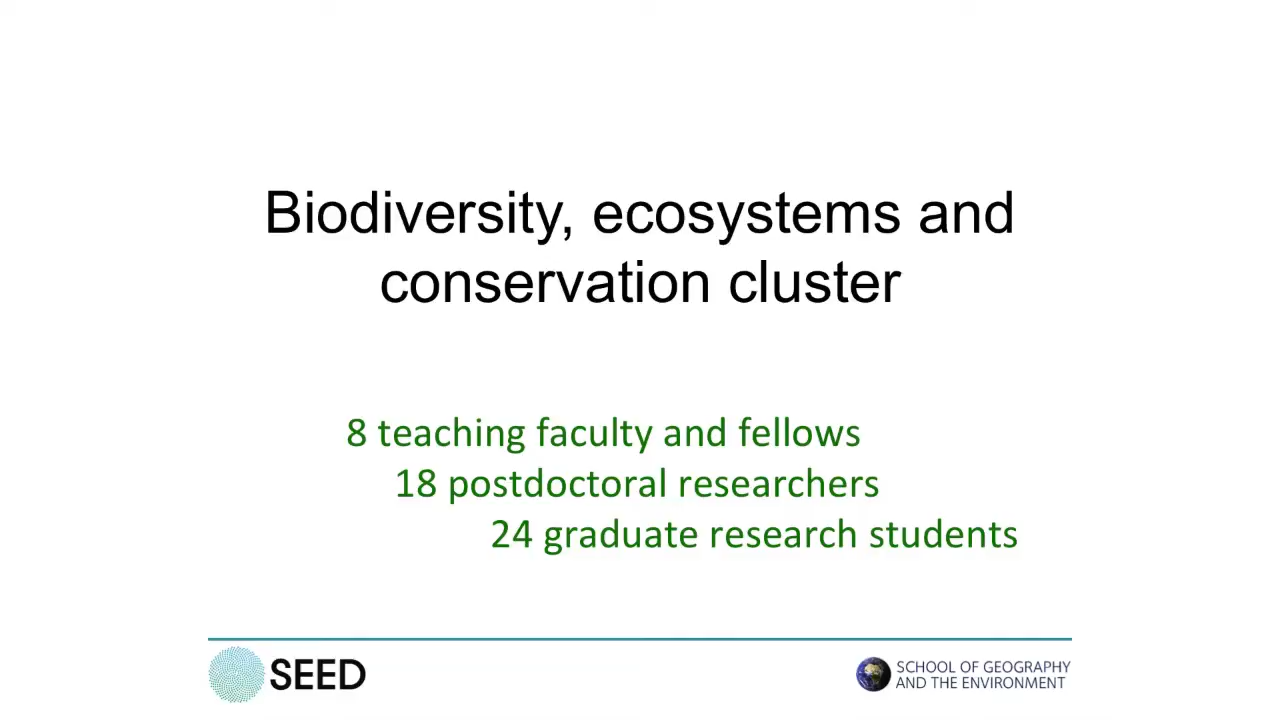 Biodiversity, ecosystems and
conservation cluster
8 teaching faculty and fellows
18 postdoctoral researchers
24 graduate research students
SEED
SCHOOL OF GEOGRAPHY
AND THE ENVIRONMENT